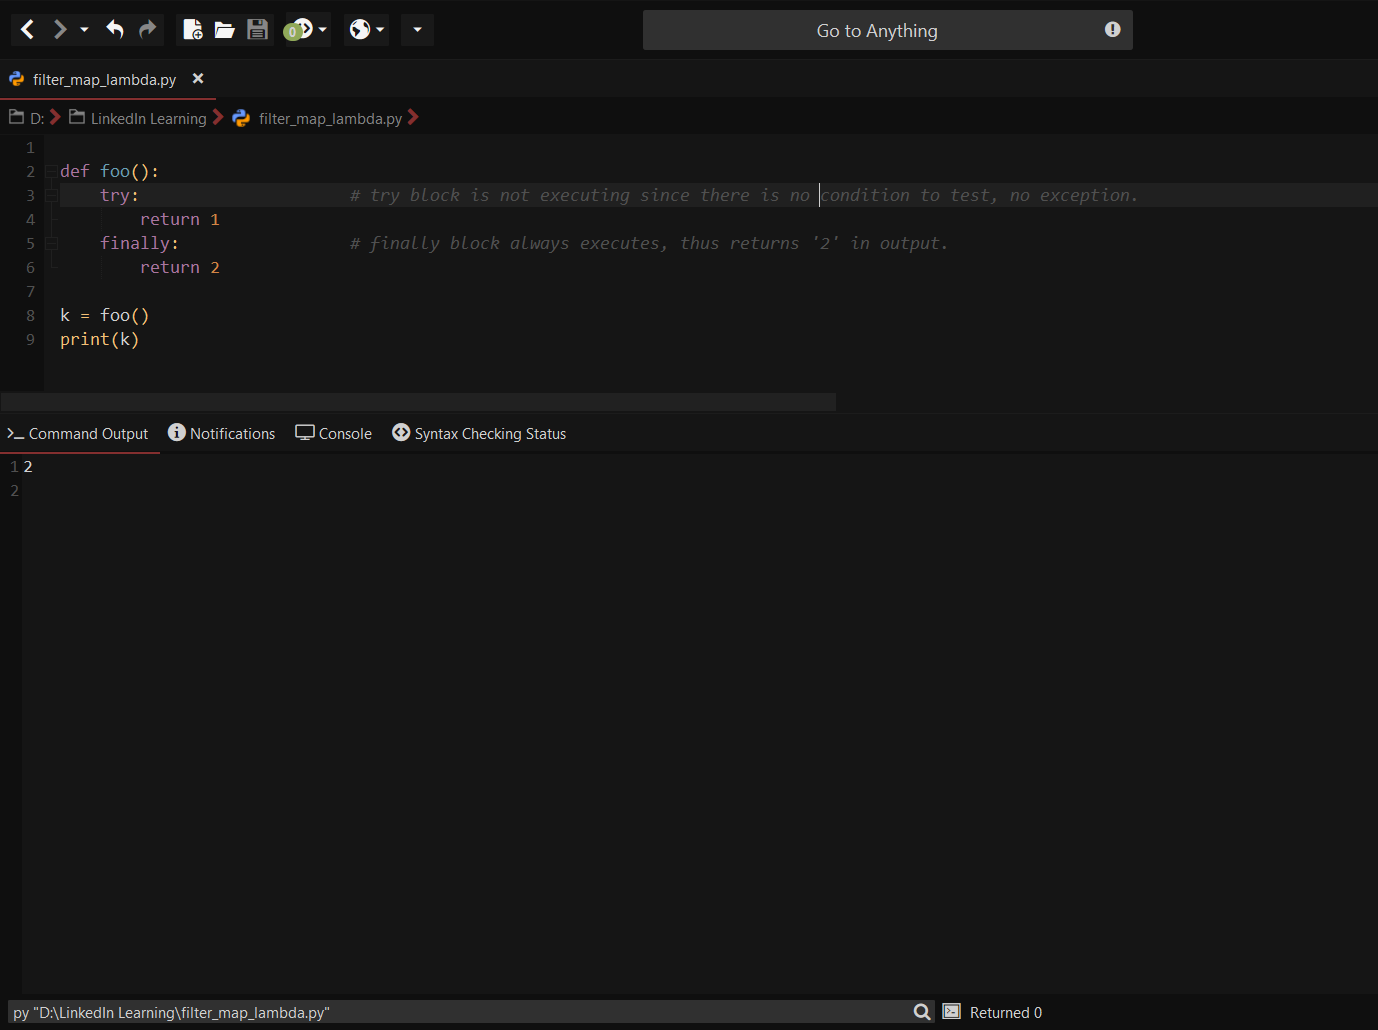 0
Go to Anything
filter_map_lambda.py
D: LinkedIn Learning filter_map_lambda.py
1
2 def foo():
3 try: # try block is not executing since there is no condition to test, no exception.
4 return 1
5 finally: # finally block always executes, thus returns '2' in output.
6 return 2
7
8 k = foo()
9 print(k)
Command Output Notifications Console Syntax Checking Status
1 2
2
py "D:\LinkedIn Learning\filter_map_lambda.py" Returned 0